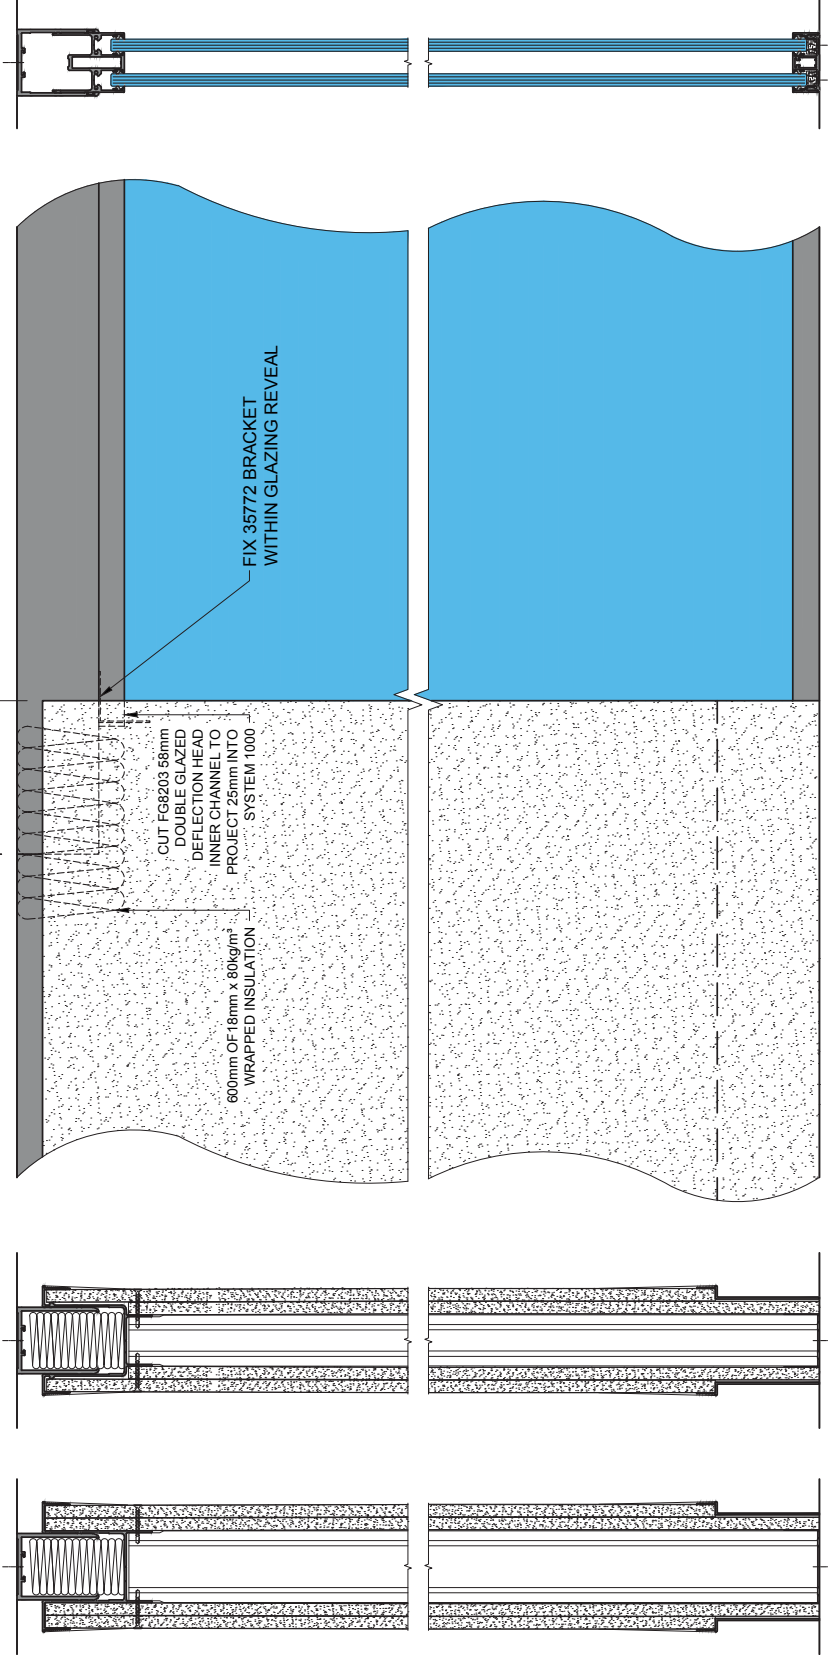 FIX 35772 BRACKET
WITHIN GLAZING REVEAL
CUT FG8203 58mm
DOUBLE GLAZED
DEFLECTION HEAD
INNER CHANNEL TO
PROJECT 25mm INTO
SYSTEM 1000
600mm OF18mm x 80kg/m³
WRAPPED INSULATION